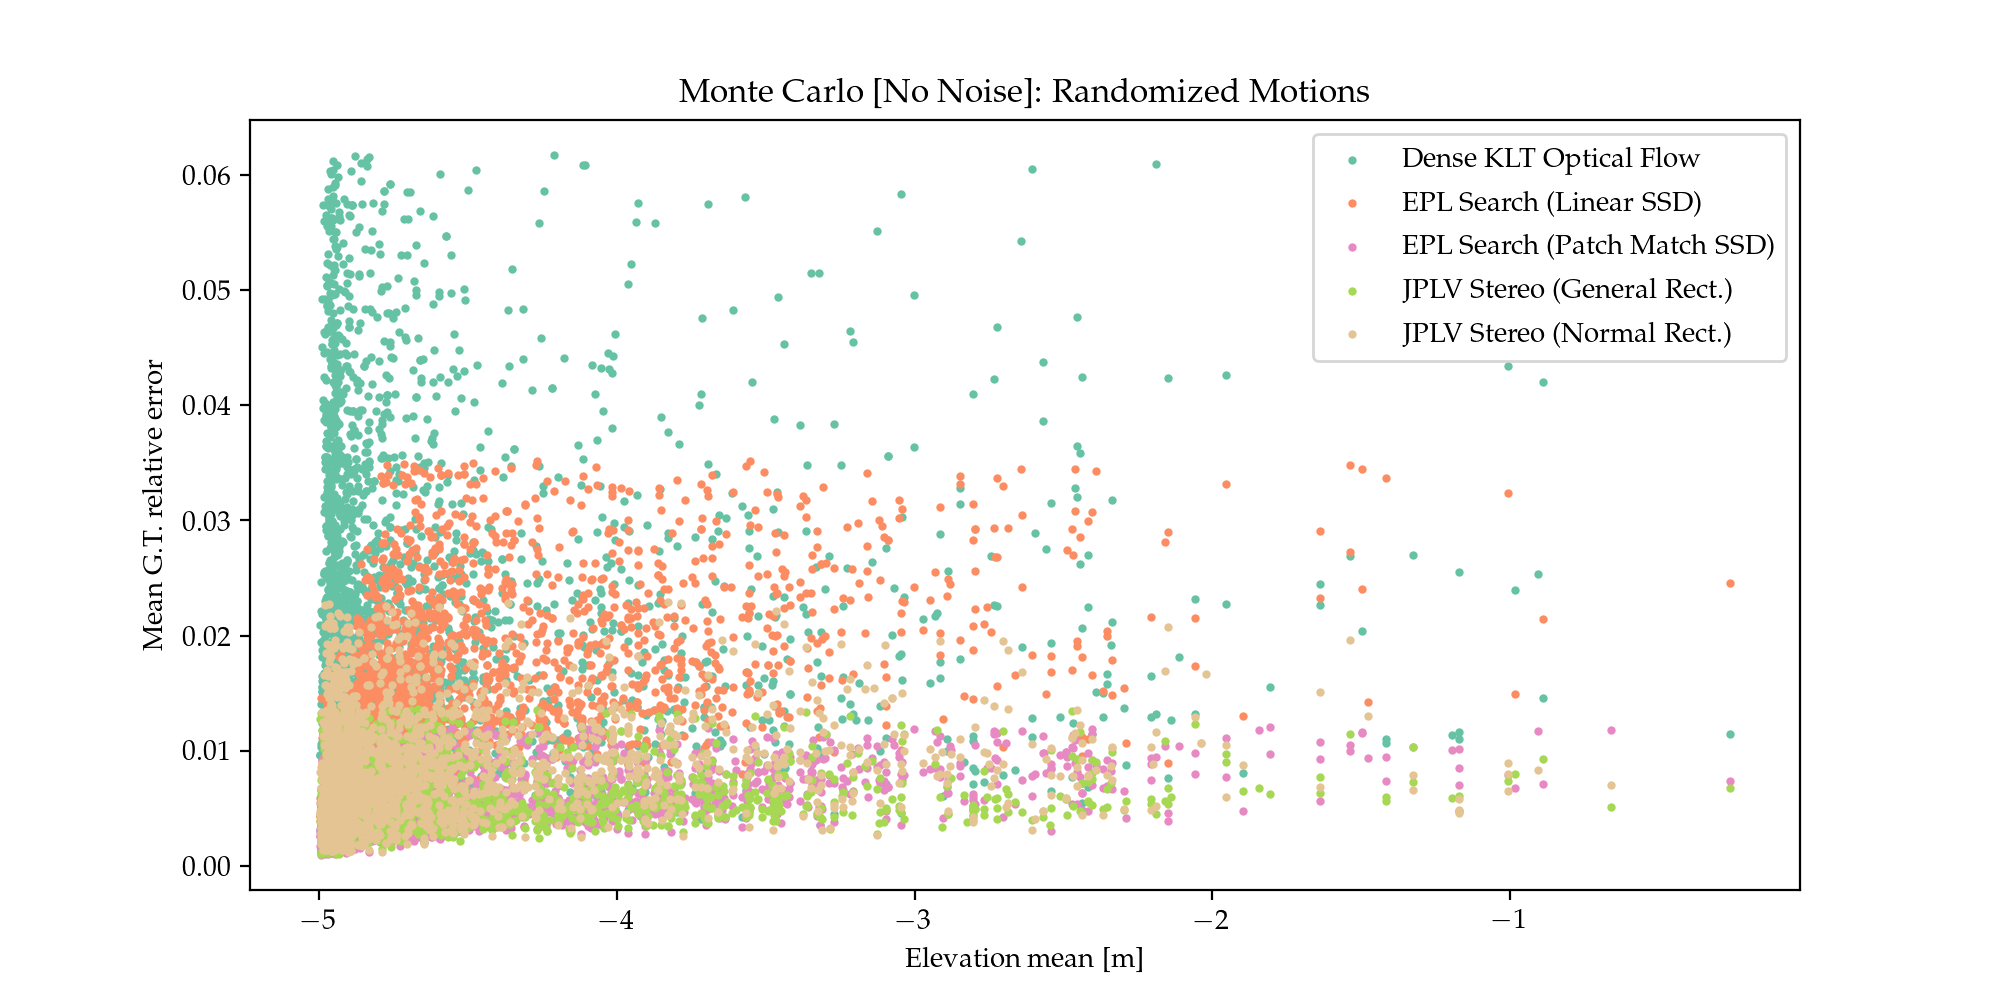 Monte Carlo [No Noise]: Randomized Motions
Dense KLT Optical Flow
EPL Search (Linear SSD)
EPL Search (Patch Match SSD)
JPLV Stereo (General Rect.)
JPLV Stereo (Normal Rect.)
Mean G.T. relative error
0.06
0.05
0.04
0.03
0.02
0.01
0.00
−5 −4 −3 −2 −1
Elevation mean [m]